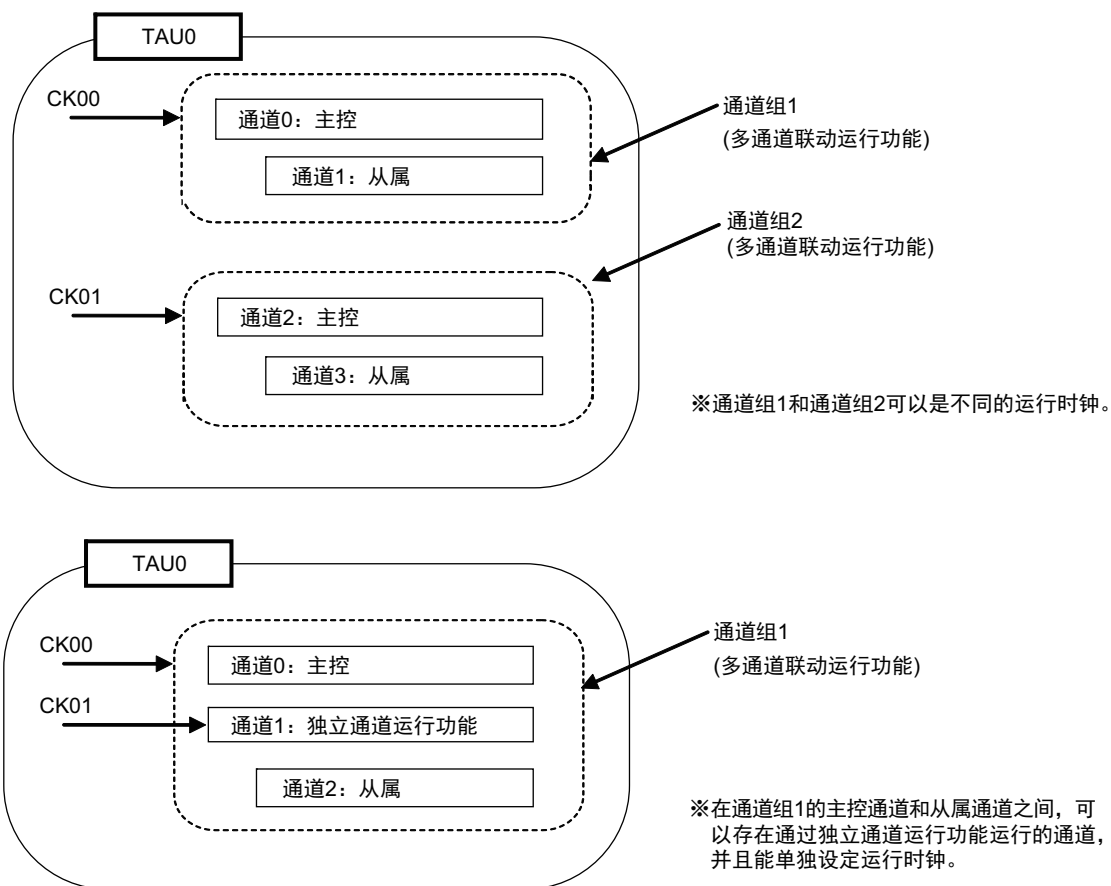 TAU0
CK00
通道0：主控
通道1：从属
通道组1
(多通道联动运行功能)
通道组2
(多通道联动运行功能)
CK01
通道2：主控
通道3：从属
※通道组1和通道组2可以是不同的运行时钟。
TAU0
CK00
通道0：主控
CK01
通道1：独立通道运行功能
通道2：从属
通道组1
(多通道联动运行功能)
※在通道组1的主控通道和从属通道之间，可
以存在通过独立通道运行功能运行的通道，
并且能单独设定运行时钟。